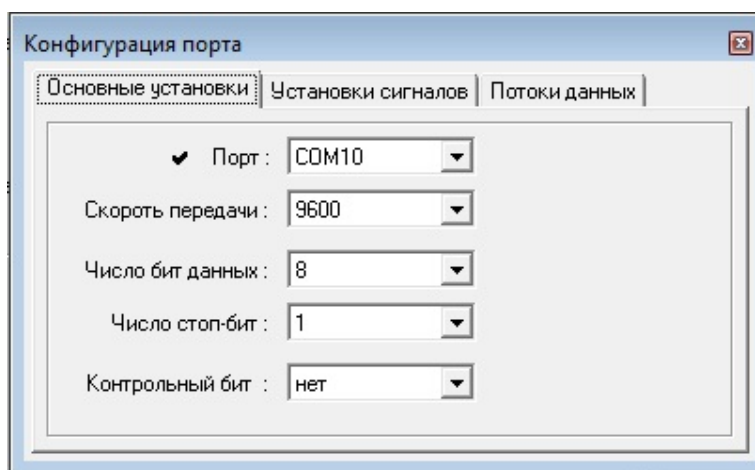 Конфигурация порта
Основные установки Установки сигналов Потоки данных
Порт : COM10
Скороть передачи : 9600
Число бит данных : 8
Число стоп-бит : 1
Контрольный бит : нет